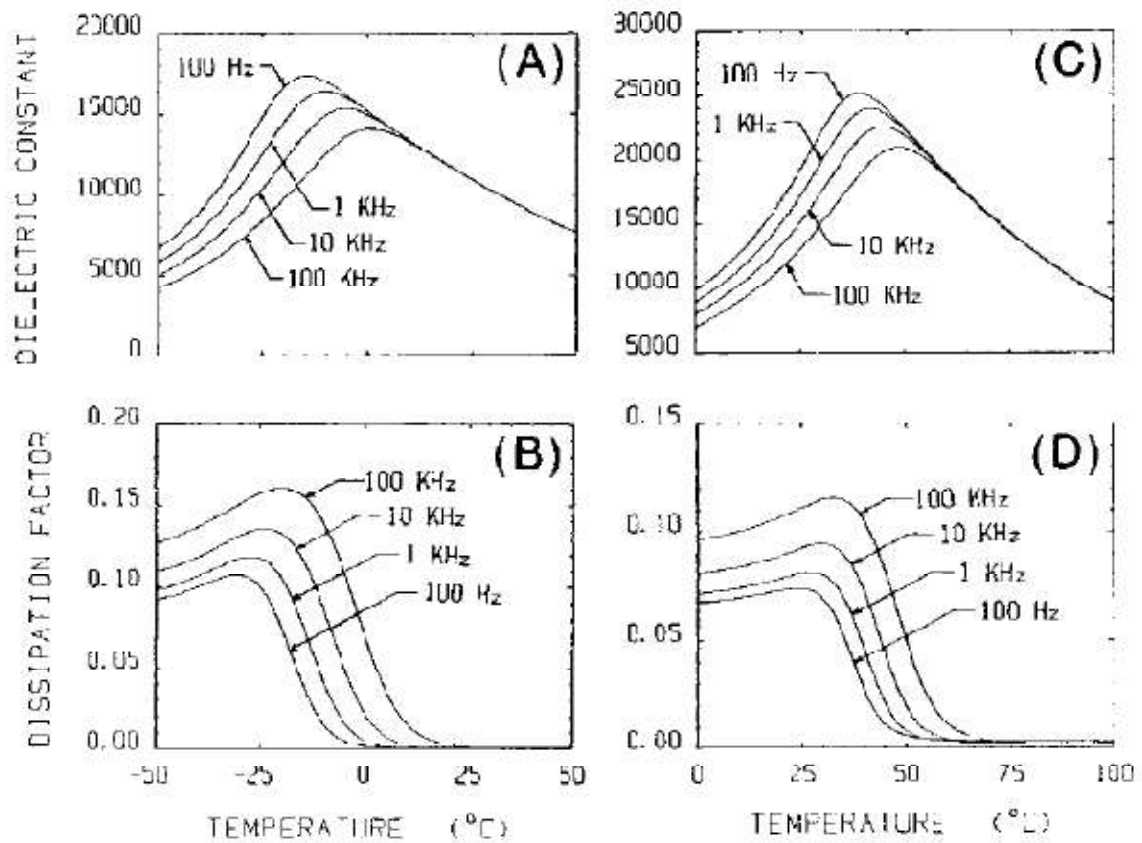 DIELECTRIC CONSTANT
20000
15000
10000
5000
0
(A)
100 Hz
1 KHz
10 KHz
100 KHz
30000
25000
20000
15000
10000
5000
(C)
100 Hz
1 KHz
10 KHz
100 KHz
DISSIPATION FACTOR
0.20
0.15
0.10
0.05
0.00
(B)
100 KHz
10 KHz
1 KHz
100 Hz
-50
-25
0
25
50
TEMPERATURE (°C)
0.15
0.10
0.05
0.00
(D)
100 KHz
10 KHz
1 KHz
100 Hz
0
25
50
75
100
TEMPERATURE (°C)